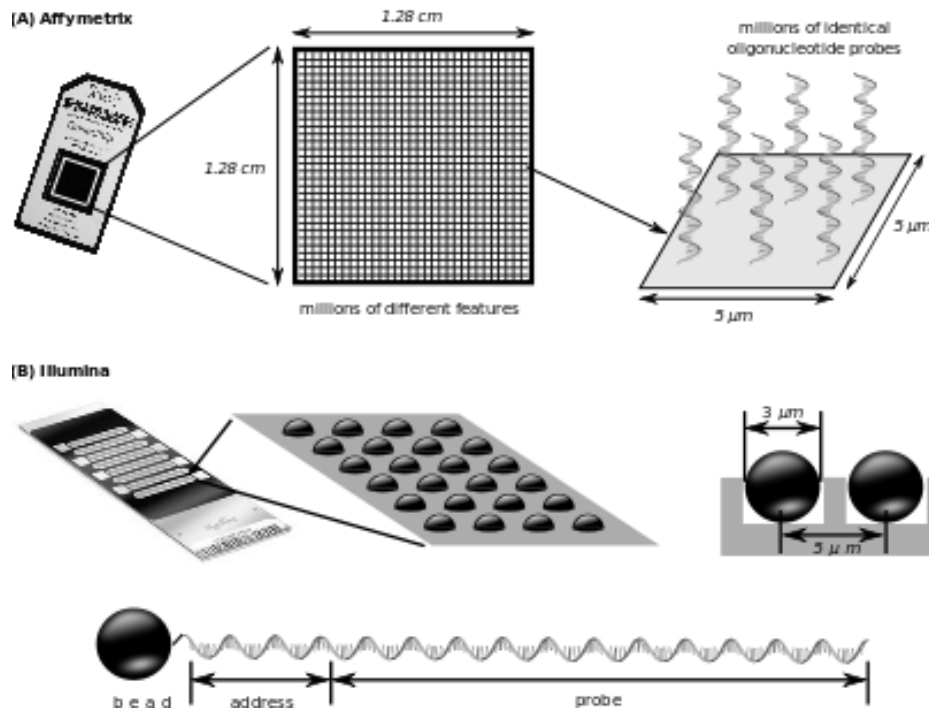 (A) Affymetrix
1.28 cm
millions of identical
oligonucleotide probes
1.28 cm
5 µm
millions of different features
5 µm
(B) Illumina
3 µm
5 µ m
b e a d
address
probe